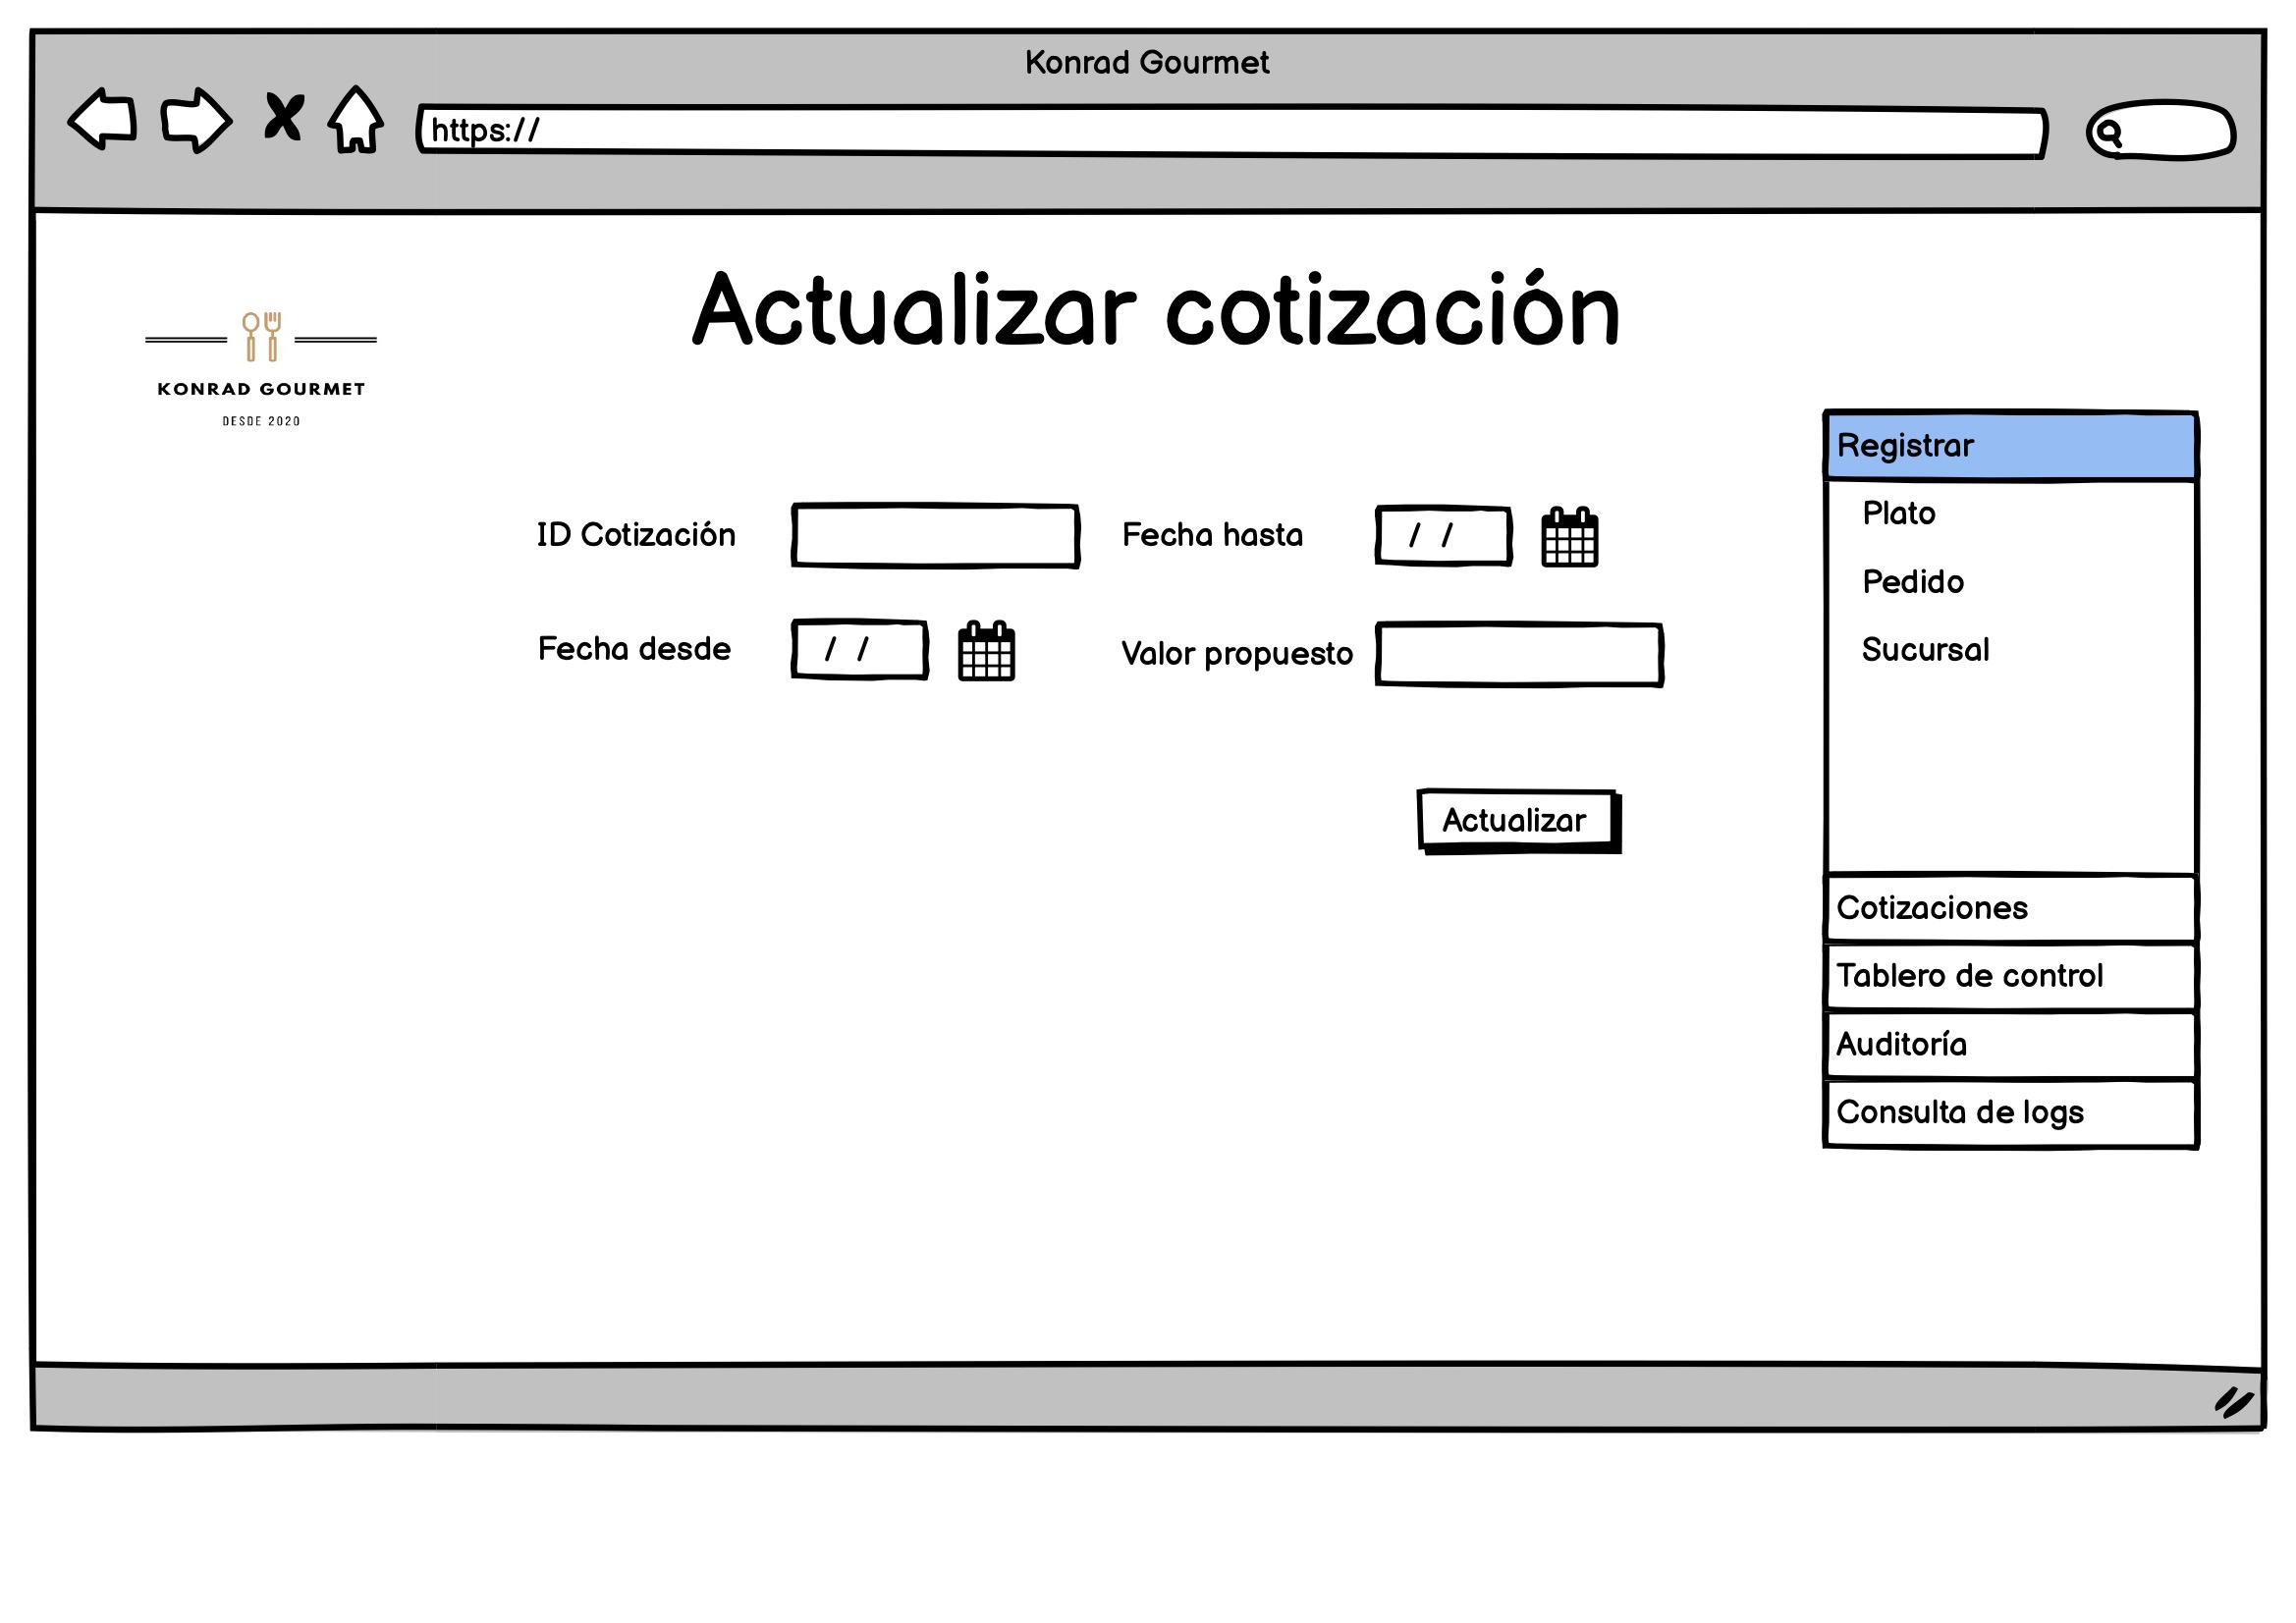 Konrad Gourmet
https://
Actualizar cotización
KONRAD GOURMET
DESDE 2020
Registrar
Plato
Pedido
Sucursal
ID Cotización
Fecha hasta
/ /
Fecha desde
/ /
Valor propuesto
Actualizar
Cotizaciones
Tablero de control
Auditoría
Consulta de logs